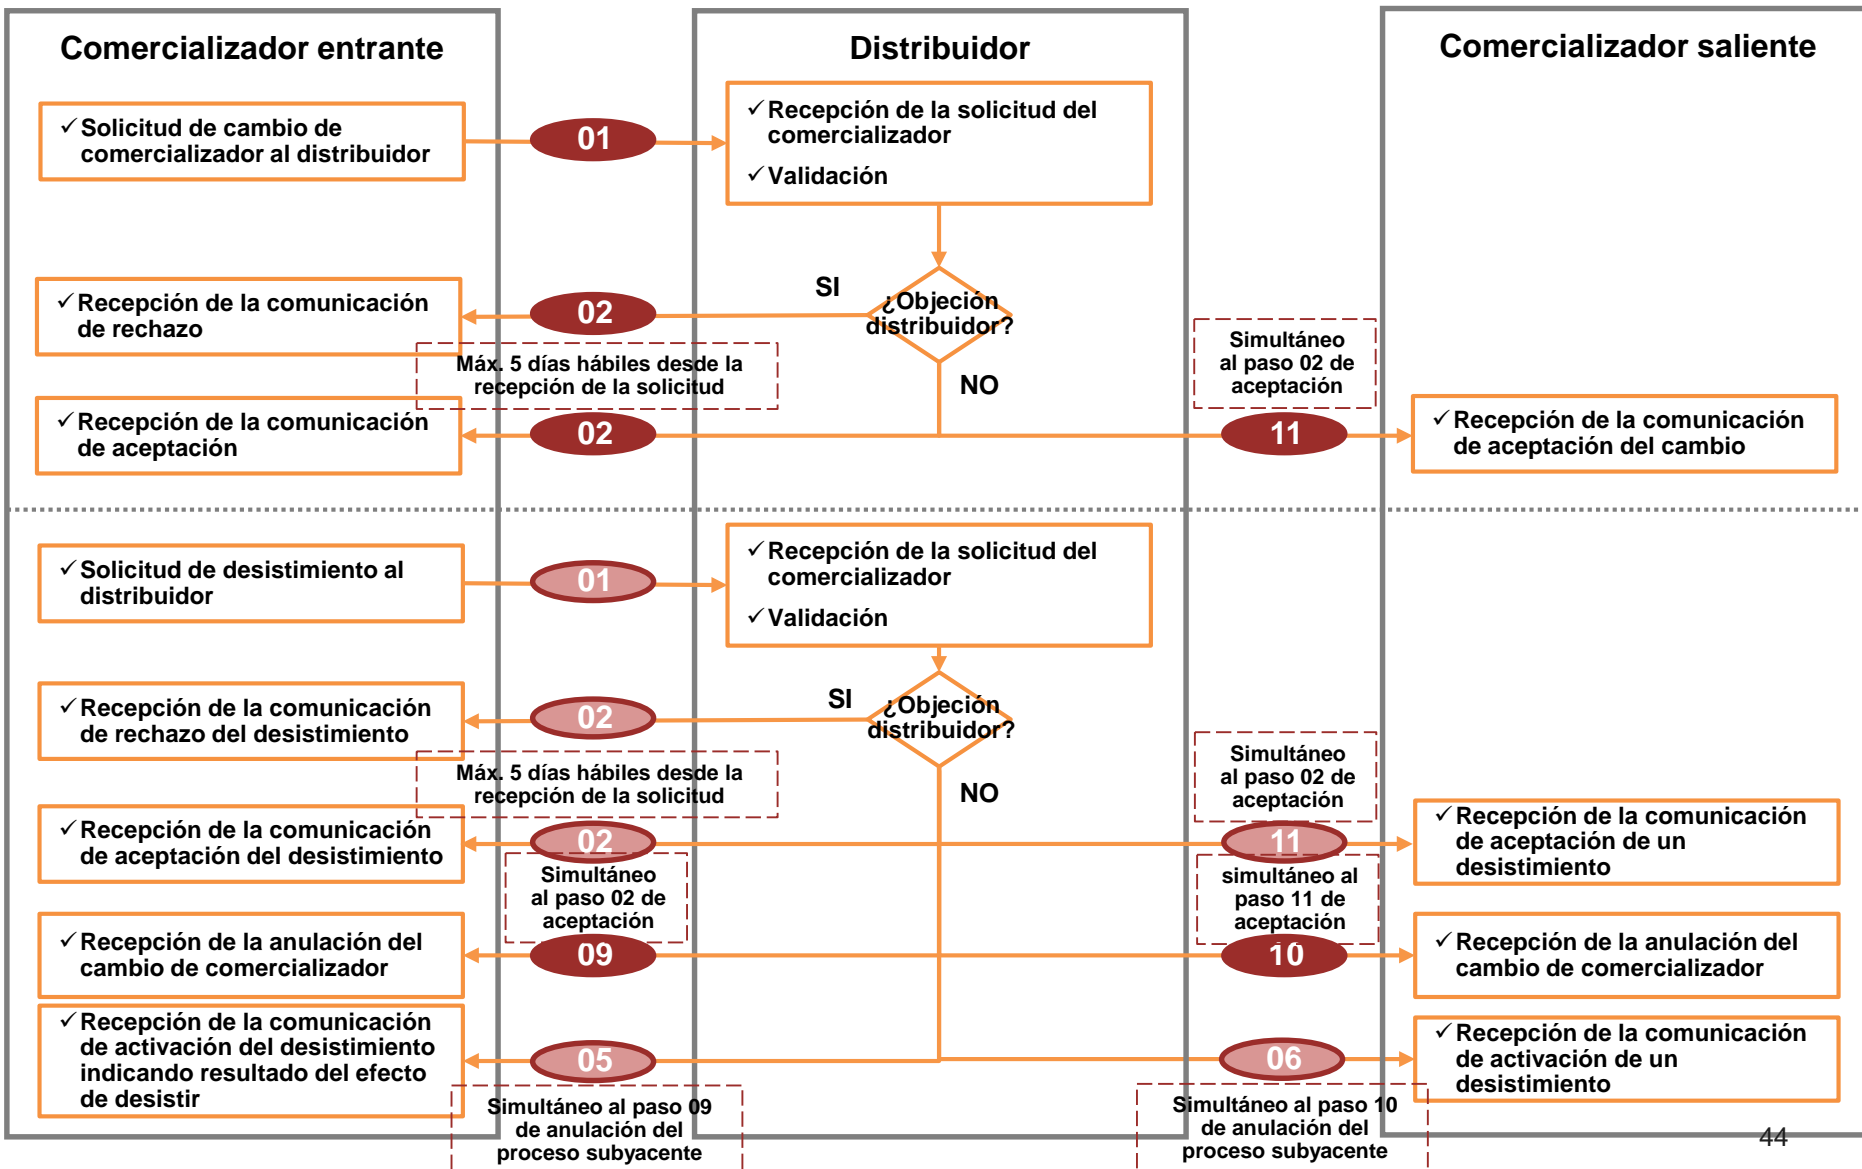 Comercializador entrante
Distribuidor
Comercializador saliente
✓ Solicitud de cambio de
comercializador al distribuidor
01
✓ Recepción de la solicitud del
comercializador
✓ Validación
✓ Recepción de la comunicación
de rechazo
02
SI
¿Objeción
distribuidor?
Máx. 5 días hábiles desde la
recepción de la solicitud
NO
Simultáneo
al paso 02 de
aceptación
✓ Recepción de la comunicación
de aceptación
02
11
✓ Recepción de la comunicación
de aceptación del cambio
✓ Solicitud de desistimiento al
distribuidor
01
✓ Recepción de la solicitud del
comercializador
✓ Validación
✓ Recepción de la comunicación
de rechazo del desistimiento
02
SI
¿Objeción
distribuidor?
Máx. 5 días hábiles desde la
recepción de la solicitud
NO
Simultáneo
al paso 02 de
aceptación
✓ Recepción de la comunicación
de aceptación del desistimiento
02
11
✓ Recepción de la comunicación
de aceptación de un
desistimiento
Simultáneo
al paso 02 de
aceptación
simultáneo al
paso 11 de
aceptación
✓ Recepción de la anulación del
cambio de comercializador
09
10
✓ Recepción de la anulación del
cambio de comercializador
✓ Recepción de la comunicación
de activación del desistimiento
indicando resultado del efecto
de desistir
05
06
✓ Recepción de la comunicación
de activación de un
desistimiento
Simultáneo al paso 09
de anulación del
proceso subyacente
Simultáneo al paso 10
de anulación del
proceso subyacente
44